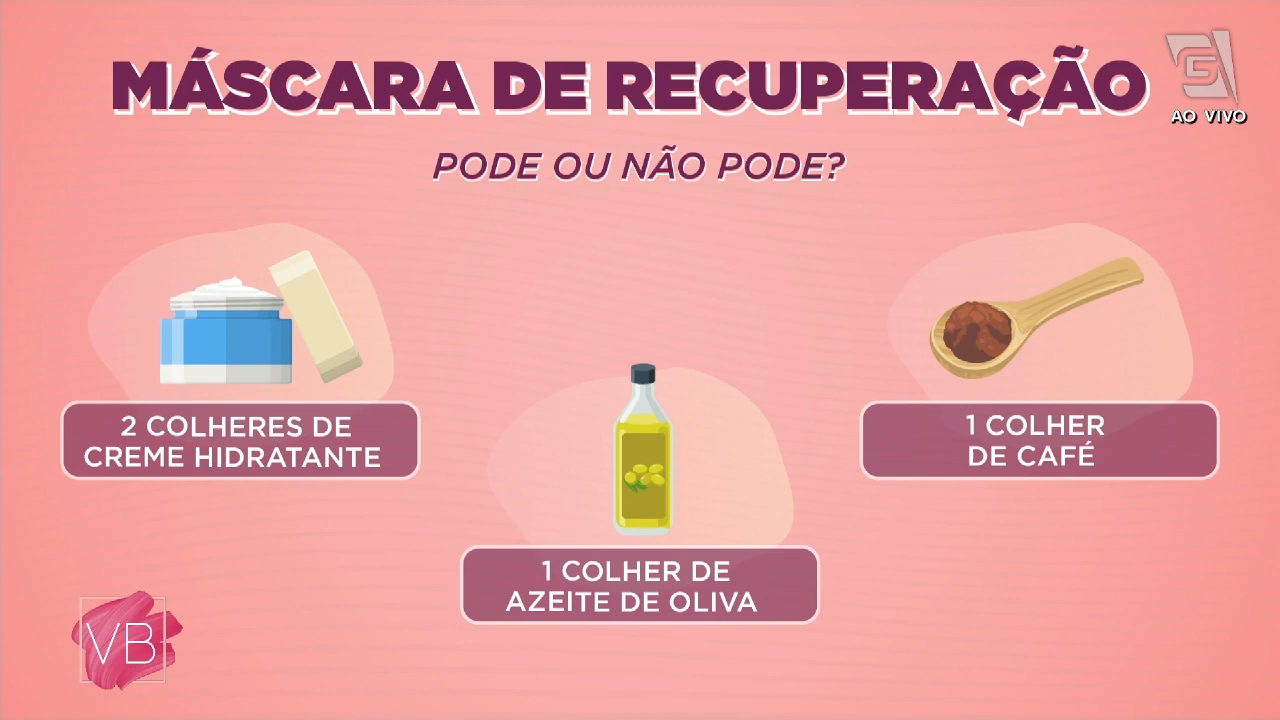 MÁSCARA DE RECUPERAÇÃO
PODE OU NÃO PODE?
G
AO VIVO
2 COLHERES DE
CREME HIDRATANTE
1 COLHER DE
AZEITE DE OLIVA
1 COLHER
DE CAFÉ
VB